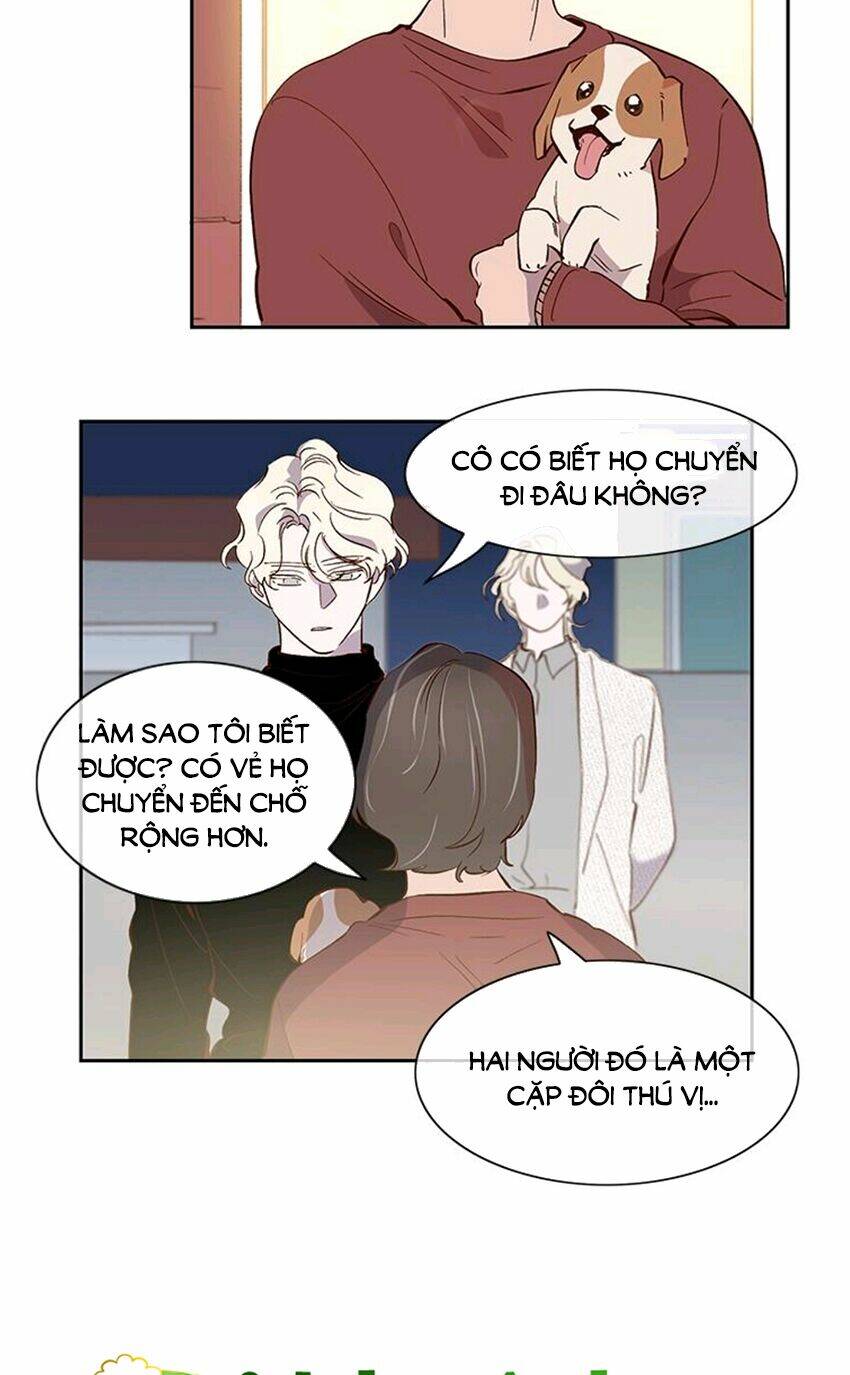 CÔ CÓ BIẾT HỌ CHUYỂN
ĐI ĐÂU KHÔNG?
LÀM SAO TÔI BIẾT
ĐƯỢC? CÓ VẺ HỌ
CHUYỂN ĐẾN CHỖ
RỘNG HƠN.
HAI NGƯỜI ĐÓ LÀ MỘT
CẶP ĐÔI THÚ VỊ...